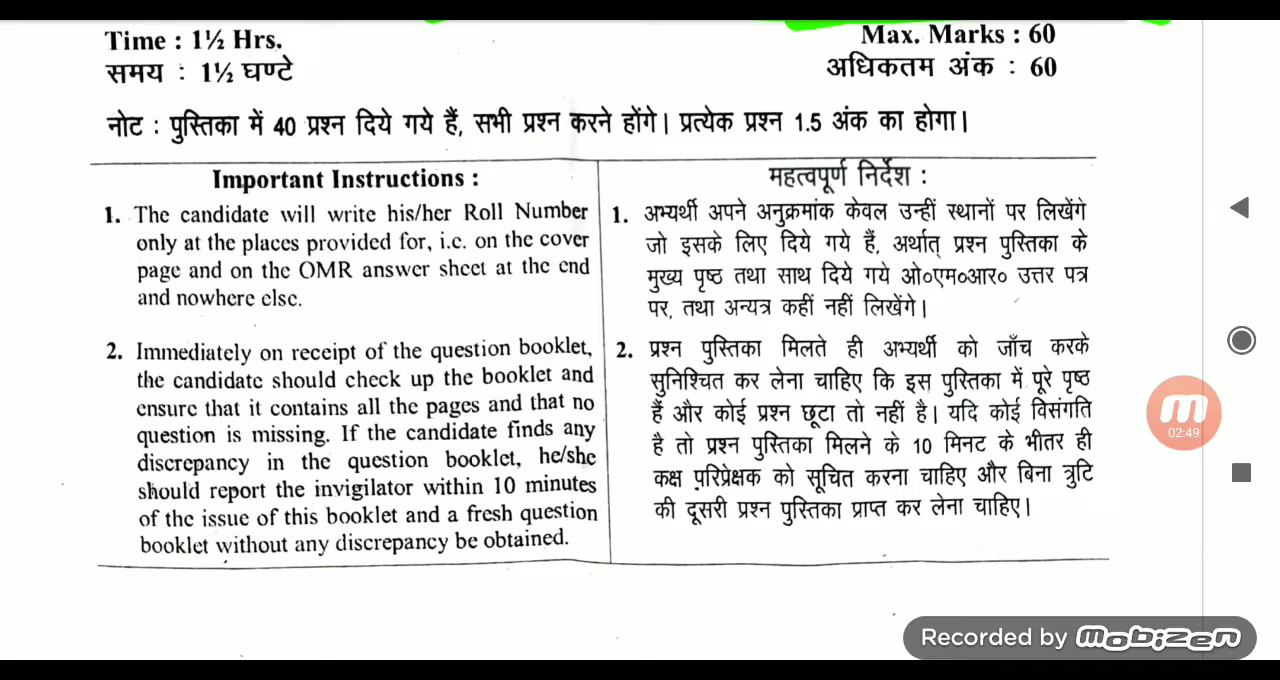 Time : 1½ Hrs.
Max. Marks : 60
समय : 1½ घण्टे
अधिकतम अंक : 60
नोट : पुस्तिका में 40 प्रश्न दिये गये हैं, सभी प्रश्न करने होंगे। प्रत्येक प्रश्न 1.5 अंक का होगा।
Important Instructions :
1. The candidate will write his/her Roll Number
only at the places provided for, i.e. on the cover
page and on the OMR answer sheet at the end
and nowhere else.
2. Immediately on receipt of the question booklet,
the candidate should check up the booklet and
ensure that it contains all the pages and that no
question is missing. If the candidate finds any
discrepancy in the question booklet, he/she
should report the invigilator within 10 minutes
of the issue of this booklet and a fresh question
booklet without any discrepancy be obtained.
महत्वपूर्ण निर्देश :
1. अभ्यर्थी अपने अनुक्रमांक केवल उन्हीं स्थानों पर लिखेंगे
जो इसके लिए दिये गये हैं, अर्थात् प्रश्न पुस्तिका के
मुख्य पृष्ठ तथा साथ दिये गये ओ०एम०आर० उत्तर पत्र
पर, तथा अन्यत्र कहीं नहीं लिखेंगे।
2. प्रश्न पुस्तिका मिलते ही अभ्यर्थी को जाँच करके
सुनिश्चित कर लेना चाहिए कि इस पुस्तिका में पूरे पृष्ठ
हैं और कोई प्रश्न छूटा तो नहीं है। यदि कोई विसंगति
है तो प्रश्न पुस्तिका मिलने के 10 मिनट के भीतर ही
कक्ष परिप्रेक्षक को सूचित करना चाहिए और बिना त्रुटि
की दूसरी प्रश्न पुस्तिका प्राप्त कर लेना चाहिए।
02:49
Recorded by mobizen